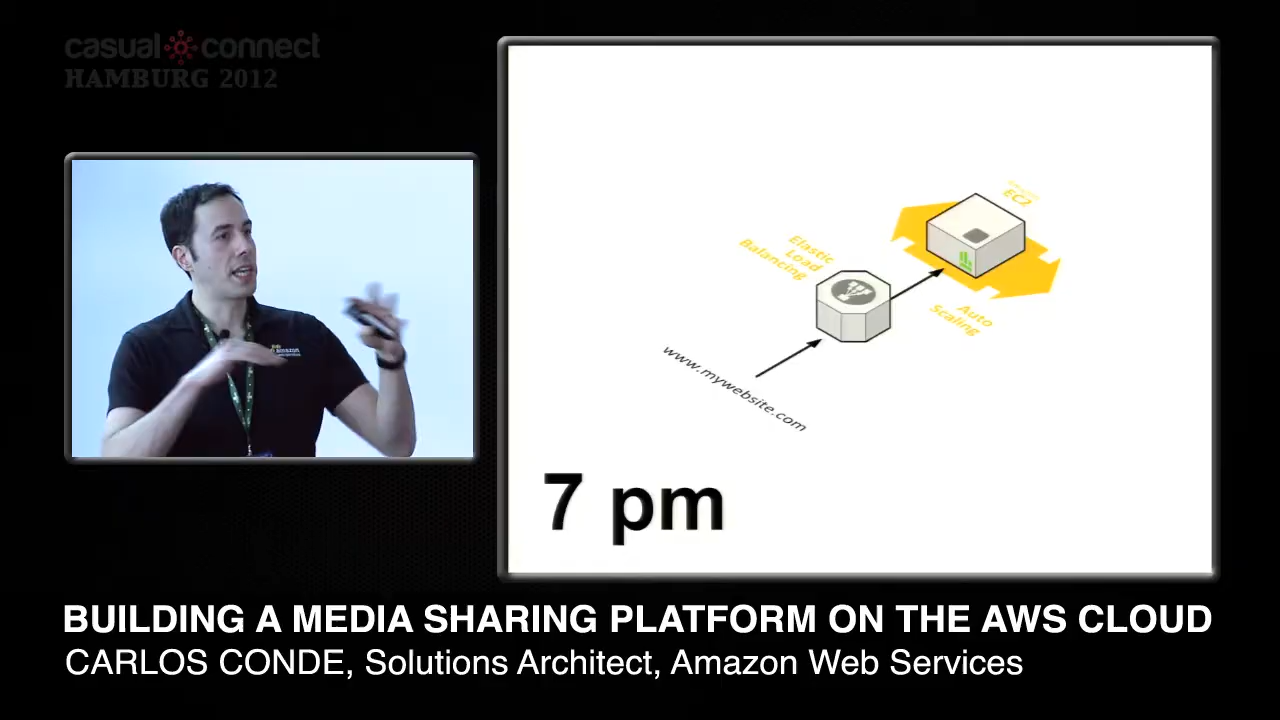 casual connect
HAMBURG 2012
EC2
Elastic
Load
Balancing
Auto
Scaling
www.mywebsite.com
amazon
7 pm
BUILDING A MEDIA SHARING PLATFORM ON THE AWS CLOUD
CARLOS CONDE, Solutions Architect, Amazon Web Services